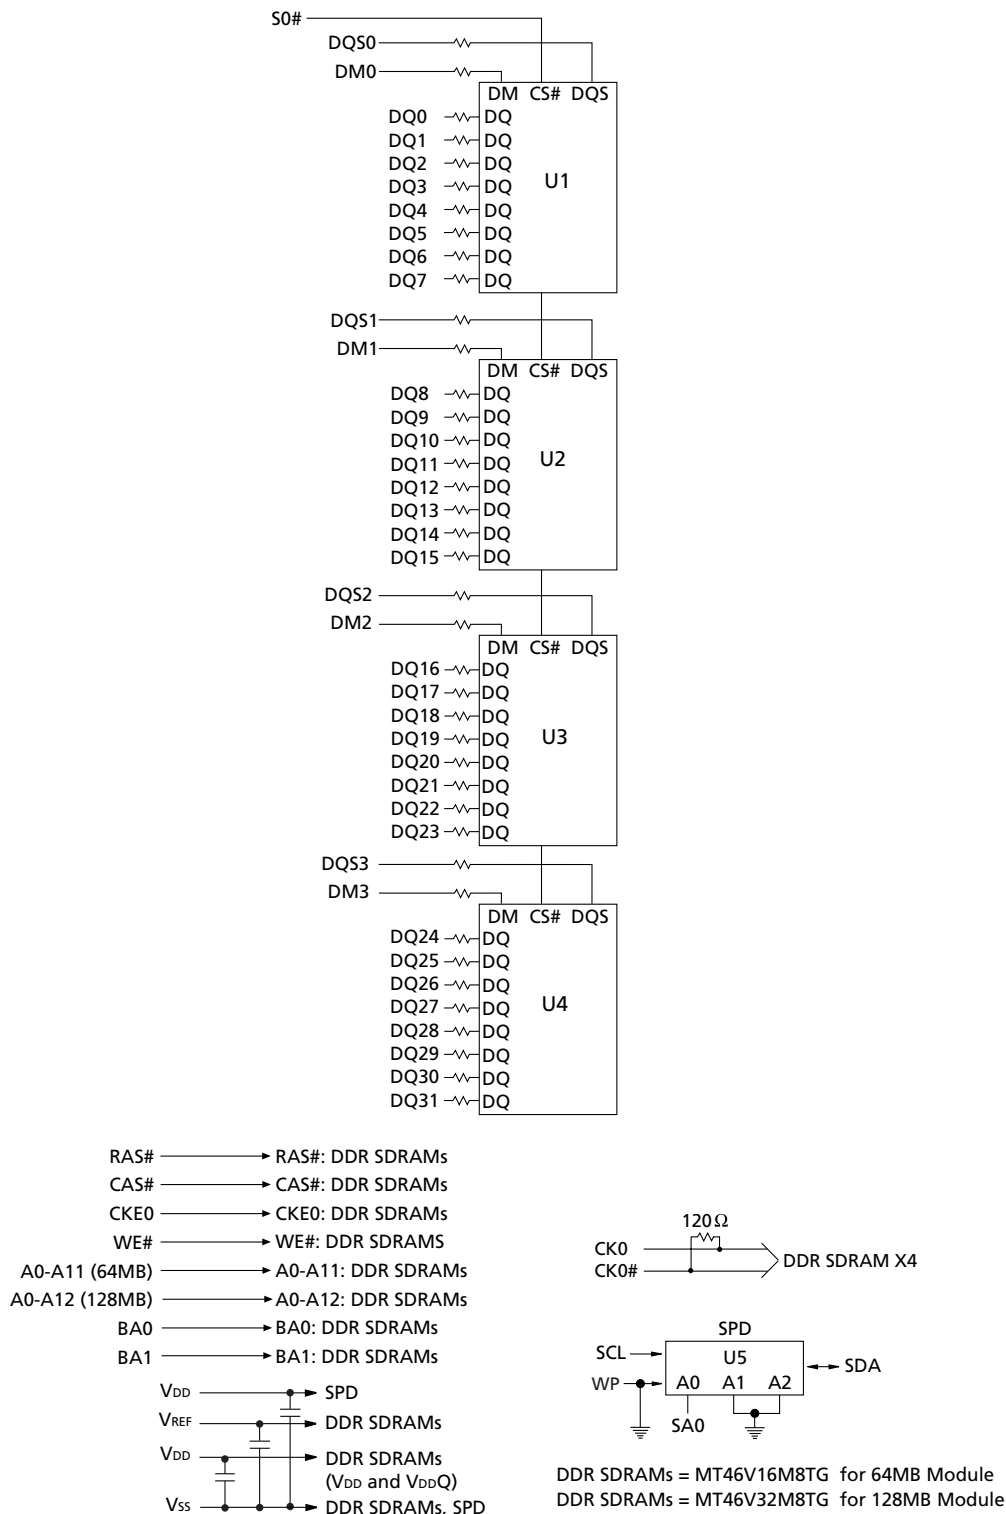 S0#
DQS0
DM0
DM CS# DQS
DQ0 DQ
DQ1 DQ
DQ2 DQ
DQ3 DQ
DQ4 DQ
DQ5 DQ
DQ6 DQ
DQ7 DQ
U1
DQS1
DM1
DM CS# DQS
DQ8 DQ
DQ9 DQ
DQ10 DQ
DQ11 DQ
DQ12 DQ
DQ13 DQ
DQ14 DQ
DQ15 DQ
U2
DQS2
DM2
DM CS# DQS
DQ16 DQ
DQ17 DQ
DQ18 DQ
DQ19 DQ
DQ20 DQ
DQ21 DQ
DQ22 DQ
DQ23 DQ
U3
DQS3
DM3
DM CS# DQS
DQ24 DQ
DQ25 DQ
DQ26 DQ
DQ27 DQ
DQ28 DQ
DQ29 DQ
DQ30 DQ
DQ31 DQ
U4
RAS# RAS#: DDR SDRAMs
CAS# CAS#: DDR SDRAMs
CKE0 CKE0: DDR SDRAMs
WE# WE#: DDR SDRAMS
A0-A11 (64MB) A0-A11: DDR SDRAMs
A0-A12 (128MB) A0-A12: DDR SDRAMs
BA0 BA0: DDR SDRAMs
BA1 BA1: DDR SDRAMs
VDD SPD
VREF DDR SDRAMs
VDD DDR SDRAMs
(VDD and VDDQ)
VSS DDR SDRAMs, SPD
120Ω
CK0
CK0#
DDR SDRAM X4
SPD
U5
SCL
SDA
WP A0 A1 A2
SA0
DDR SDRAMs = MT46V16M8TG for 64MB Module
DDR SDRAMs = MT46V32M8TG for 128MB Module